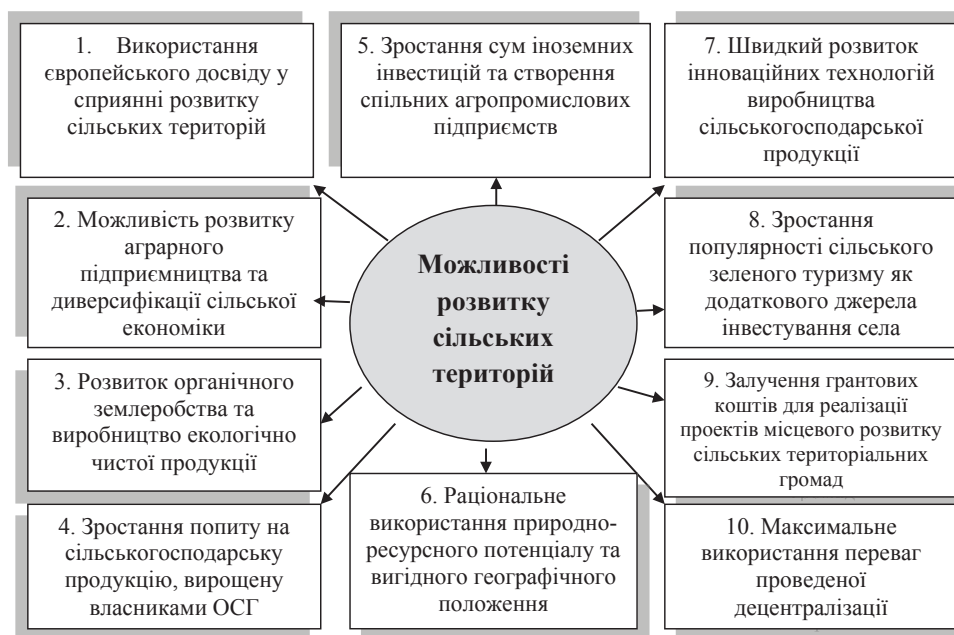 1. Використання
європейського досвіду у
сприянні розвитку
сільських територій
5. Зростання сум іноземних
інвестицій та створення
спільних агропромислових
підприємств
7. Швидкий розвиток
інноваційних технологій
виробництва
сільськогосподарської
продукції
2. Можливість розвитку
аграрного
підприємництва та
диверсифікації сільської
економіки
Можливості
розвитку
сільських
територій
8. Зростання
популярності сільського
зеленого туризму як
додаткового джерела
інвестування села
3. Розвиток органічного
землеробства та
виробництво екологічно
чистої продукції
9. Залучення грантових
коштів для реалізації
проектів місцевого розвитку
сільських територіальних
громад
4. Зростання попиту на
сільськогосподарську
продукцію, вирощену
власниками ОСГ
6. Раціональне
використання природно-
ресурсного потенціалу та
вигідного географічного
положення
10. Максимальне
використання переваг
проведеної
децентралізації